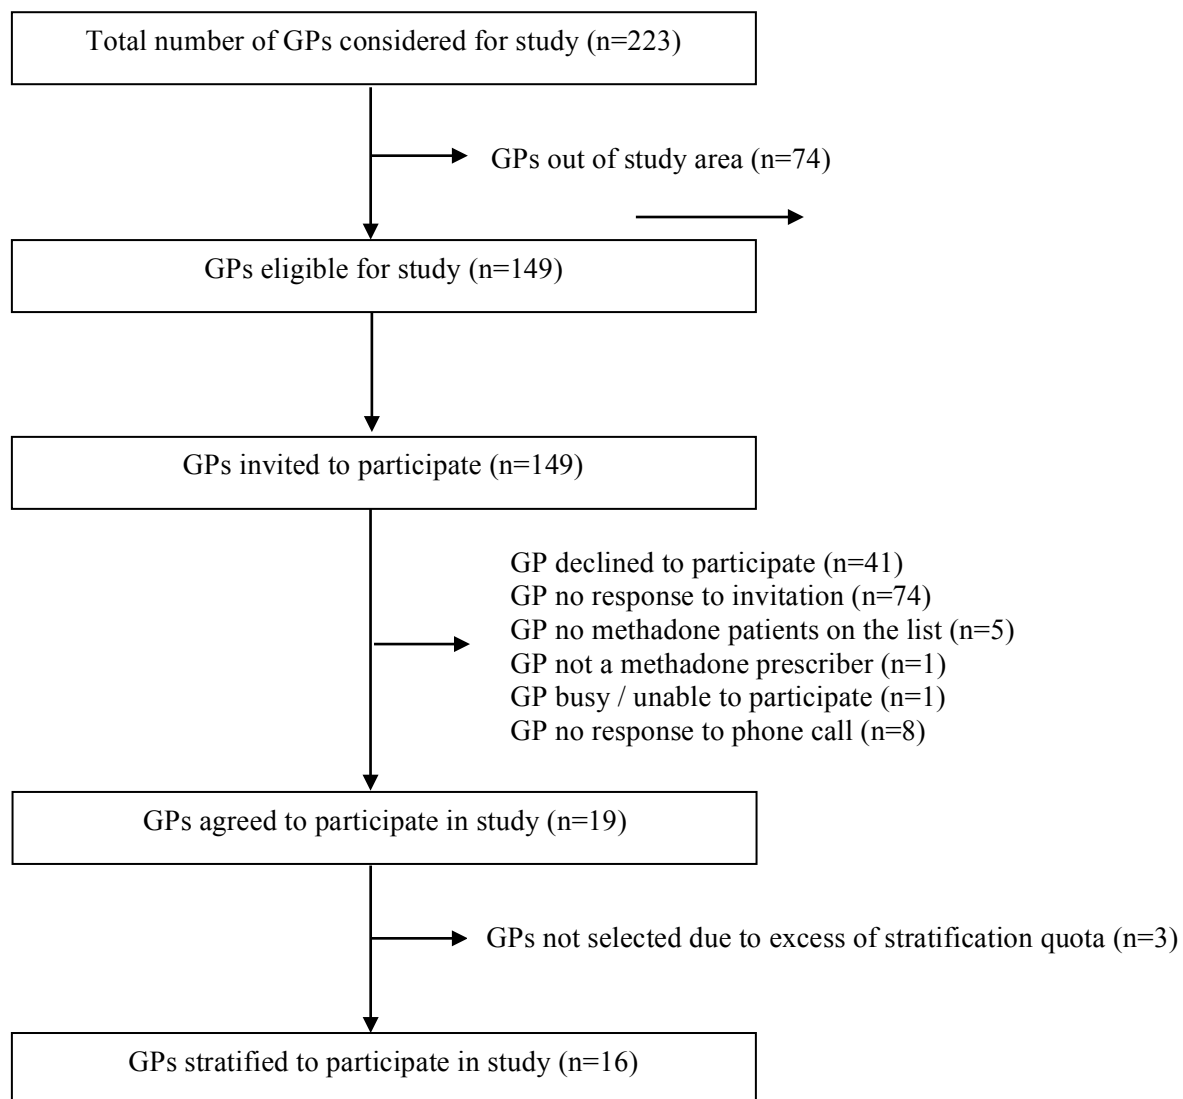 Total number of GPs considered for study (n=223)
GPs out of study area (n=74)
GPs eligible for study (n=149)
GPs invited to participate (n=149)
GP declined to participate (n=41)
GP no response to invitation (n=74)
GP no methadone patients on the list (n=5)
GP not a methadone prescriber (n=1)
GP busy / unable to participate (n=1)
GP no response to phone call (n=8)
GPs agreed to participate in study (n=19)
GPs not selected due to excess of stratification quota (n=3)
GPs stratified to participate in study (n=16)